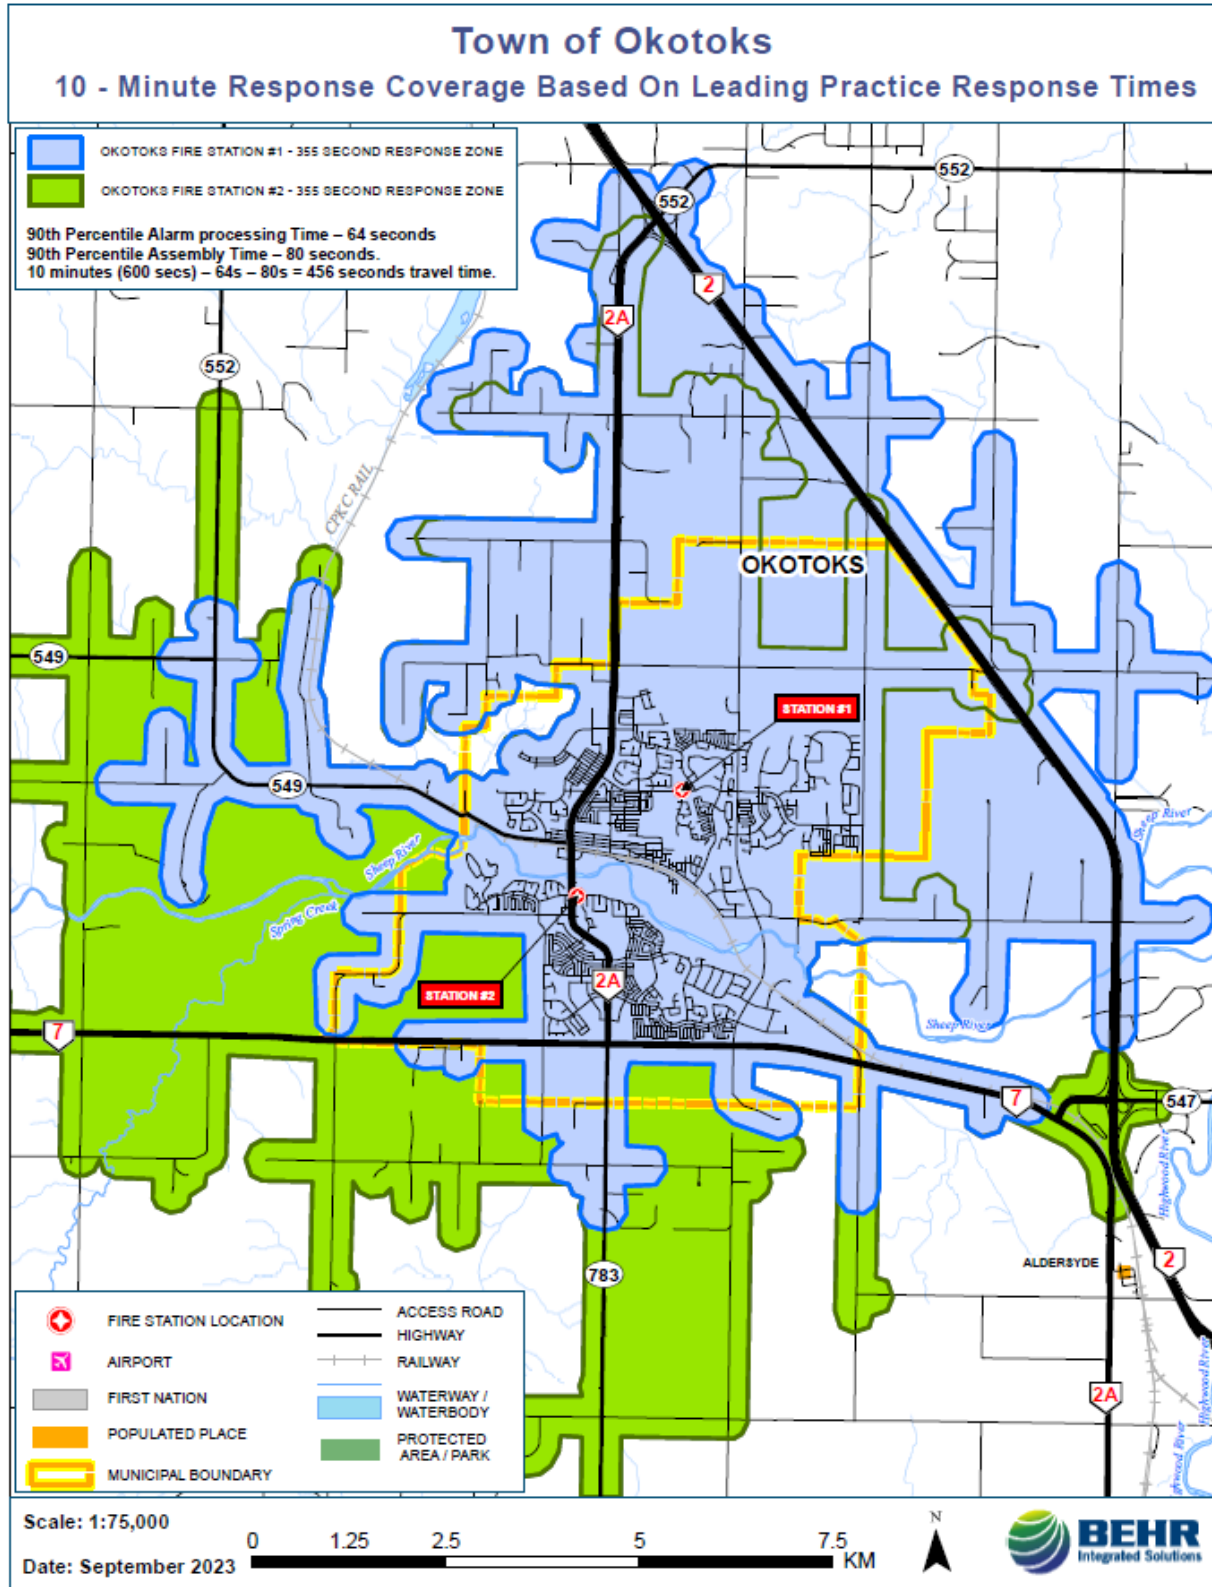 Town of Okotoks
10 - Minute Response Coverage Based On Leading Practice Response Times
OKOTOKS FIRE STATION #1 - 355 SECOND RESPONSE ZONE
OKOTOKS FIRE STATION #2 - 355 SECOND RESPONSE ZONE
90th Percentile Alarm processing Time – 64 seconds
90th Percentile Assembly Time – 80 seconds.
10 minutes (600 secs) – 64s – 80s = 456 seconds travel time.
552
552
2
2A
552
CPKC RAIL
OKOTOKS
549
STATION #1
549
Sheep River
Sheep River
Spring Creek
STATION #2
2A
7
Sheep River
7
547
Highwood River
ALDERSYDE
2
783
2A
Highwood River
ghwood River
FIRE STATION LOCATION
AIRPORT
FIRST NATION
POPULATED PLACE
MUNICIPAL BOUNDARY
ACCESS ROAD
HIGHWAY
RAILWAY
WATERWAY /
WATERBODY
PROTECTED
AREA / PARK
Scale: 1:75,000
Date: September 2023
0 1.25 2.5 5 7.5
KM
N
BEHR
Integrated Solutions